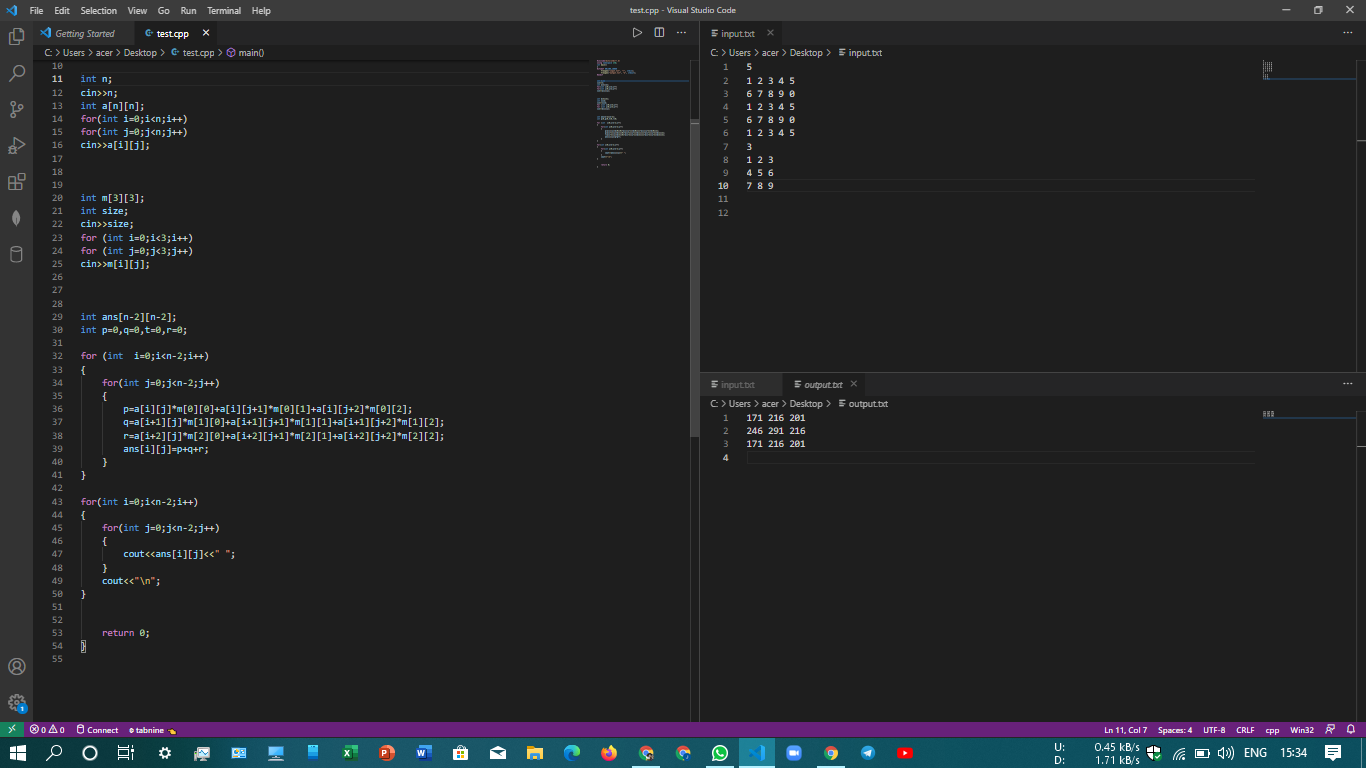 File Edit Selection View Go Run Terminal Help
test.cpp - Visual Studio Code
Getting Started
test.cpp
C: > Users > acer > Desktop > test.cpp > main()
10
11 int n;
12 cin>>n;
13 int a[n][n];
14 for(int i=0;i<n;i++)
15 for(int j=0;j<n;j++)
16 cin>>a[i][j];
17
18
19
20 int m[3][3];
21 int size;
22 cin>>size;
23 for (int i=0;i<3;i++)
24 for (int j=0;j<3;j++)
25 cin>>m[i][j];
26
27
28
29 int ans[n-2][n-2];
30 int p=0,q=0,t=0,r=0;
31
32 for (int  i=0;i<n-2;i++)
33 {
34 for(int j=0;j<n-2;j++)
35 {
36 p=a[i][j]*m[0][0]+a[i][j+1]*m[0][1]+a[i][j+2]*m[0][2];
37 q=a[i+1][j]*m[1][0]+a[i+1][j+1]*m[1][1]+a[i+1][j+2]*m[1][2];
38 r=a[i+2][j]*m[2][0]+a[i+2][j+1]*m[2][1]+a[i+2][j+2]*m[2][2];
39 ans[i][j]=p+q+r;
40 }
41 }
42
43 for(int i=0;i<n-2;i++)
44 {
45 for(int j=0;j<n-2;j++)
46 {
47 cout<<ans[i][j]<<" ";
48 }
49 cout<<"\n";
50 }
51
52
53 return 0;
54 }
55
input.txt
C: > Users > acer > Desktop > input.txt
1 5
2 1 2 3 4 5
3 6 7 8 9 0
4 1 2 3 4 5
5 6 7 8 9 0
6 1 2 3 4 5
7 3
8 1 2 3
9 4 5 6
10 7 8 9
11
12
input.txt
output.txt
C: > Users > acer > Desktop > output.txt
1 171 216 201
2 246 291 216
3 171 216 201
4
1
0 0 Connect tabnine
Ln 11, Col 7 Spaces: 4 UTF-8 CRLF cpp Win32
U: 0.45 kB/s
D: 1.71 kB/s
ENG 15:34